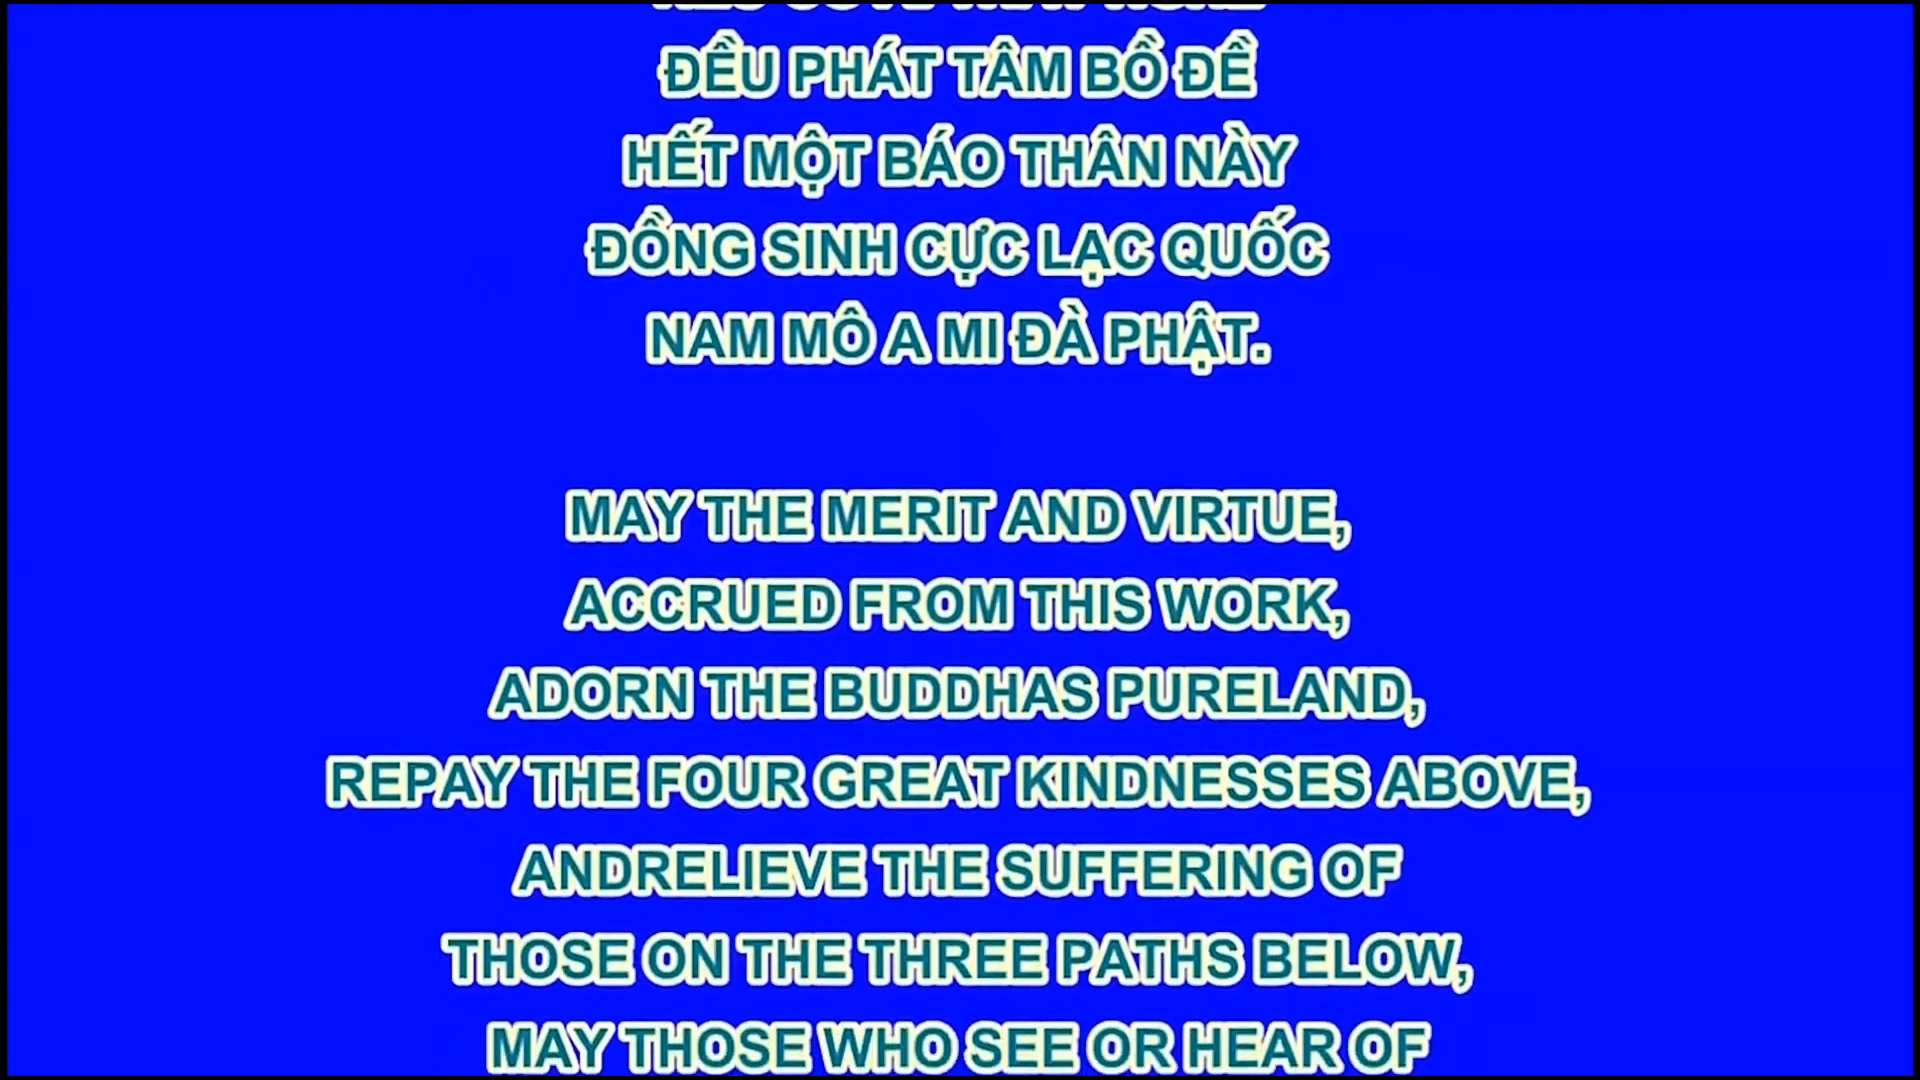 ĐỀU PHÁT TÂM BỒ ĐỀ
HẾT MỘT BÁO THÂN NÀY
ĐỒNG SINH CỰC LẠC QUỐC
NAM MÔ A MI ĐÀ PHẬT.
MAY THE MERIT AND VIRTUE,
ACCRUED FROM THIS WORK,
ADORN THE BUDDHAS PURELAND,
REPAY THE FOUR GREAT KINDNESSES ABOVE,
ANDRELIEVE THE SUFFERING OF
THOSE ON THE THREE PATHS BELOW,
MAY THOSE WHO SEE OR HEAR OF